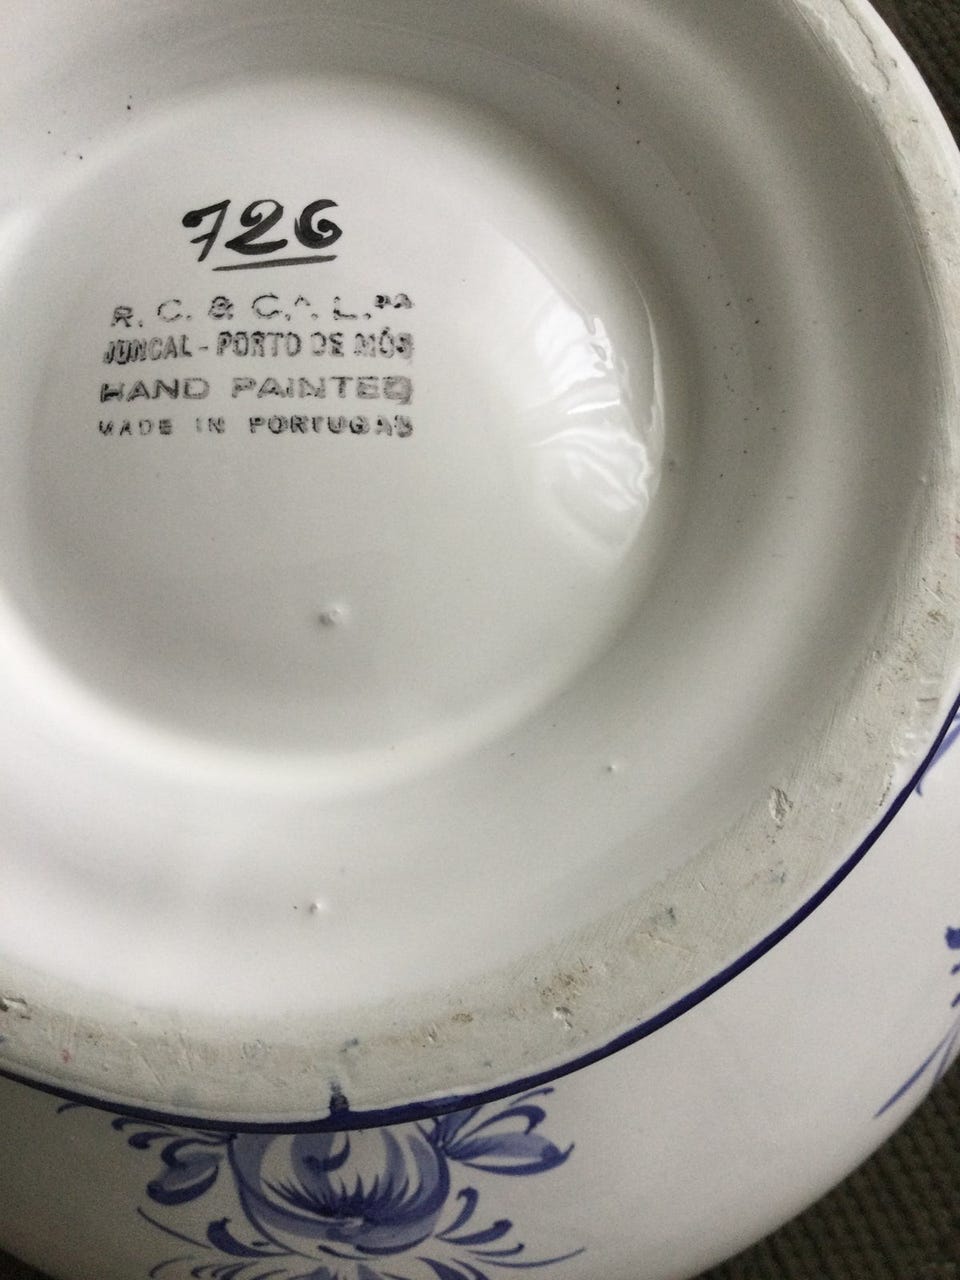 726
R. C. & C.ᴬ, L.ᴰᴬ
JUNCAL - PORTO DE MÓS
HAND PAINTED
MADE IN PORTUGAL